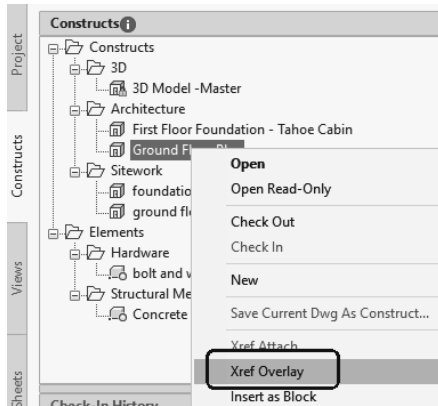 Constructs
Project
Constructs
Views
Sheets
Constructs
3D
3D Model -Master
Architecture
First Floor Foundation - Tahoe Cabin
Ground
Sitework
foundatio
ground fl
Elements
Hardware
bolt and
Structural Me
Concrete
Open
Open Read-Only
Check Out
Check In
New
Save Current Dwg As Construct...
Xref Attach
Xref Overlay
Insert as Block
Check-In History